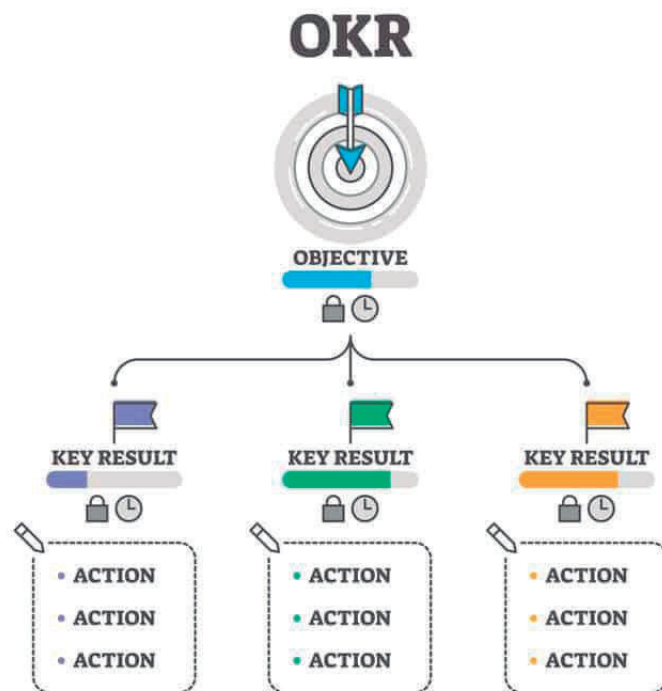 OKR
OBJECTIVE
KEY RESULT
KEY RESULT
KEY RESULT
ACTION
ACTION
ACTION
ACTION
ACTION
ACTION
ACTION
ACTION
ACTION